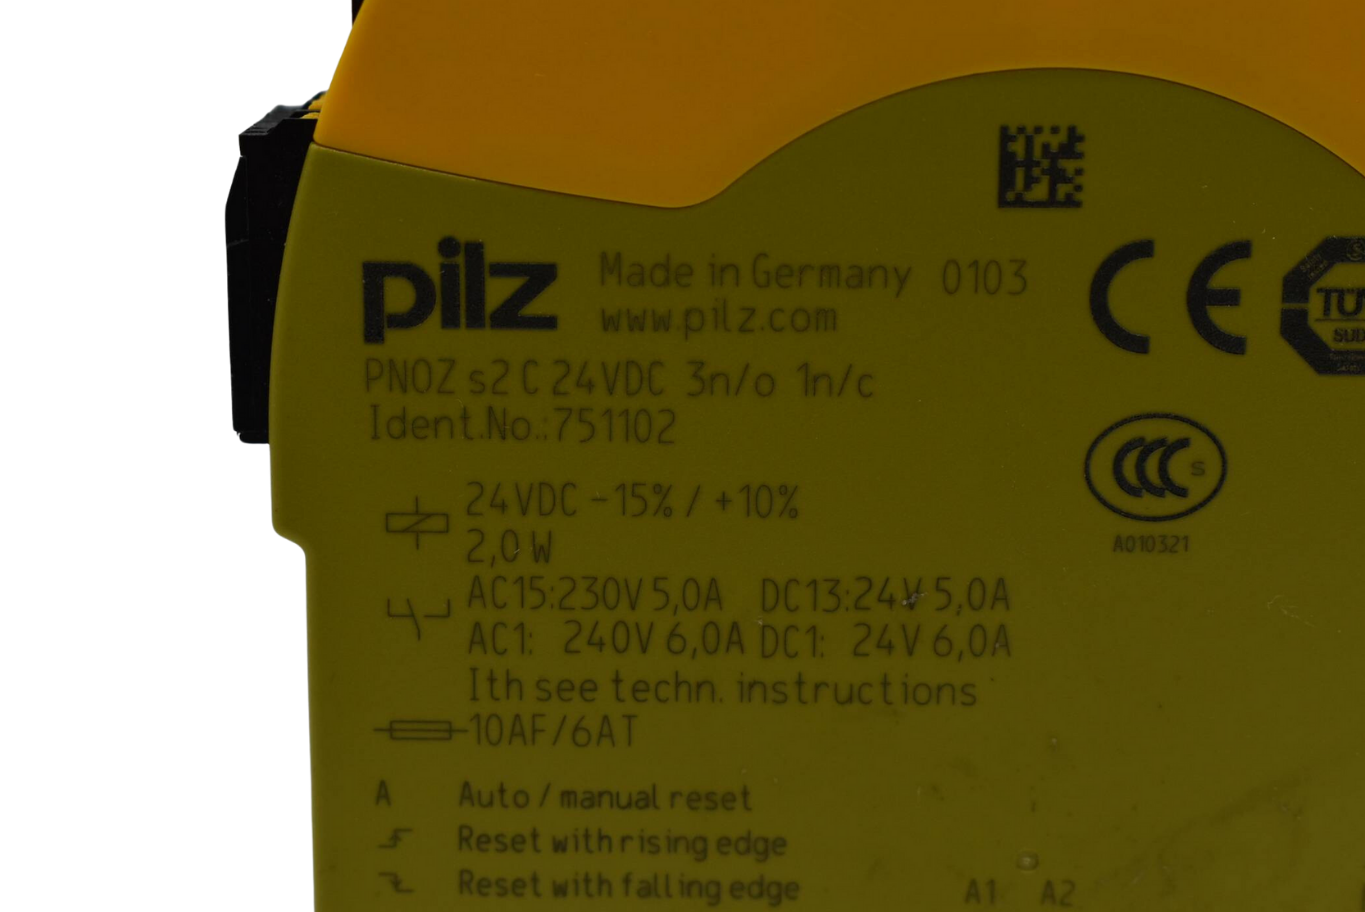 pilz Made in Germany 0103
www.pilz.com
CE
TÜV
SÜD
PNOZ s2 C 24VDC 3n/o 1n/c
Ident.No.:751102
CCC S
A010321
24VDC -15% / +10%
2,0 W
AC15:230V 5,0A DC13:24V 5,0A
AC1: 240V 6,0A DC1: 24V 6,0A
Ith see techn. instructions
10AF/6AT
A Auto / manual reset
Reset with rising edge
Reset with falling edge
A1 A2